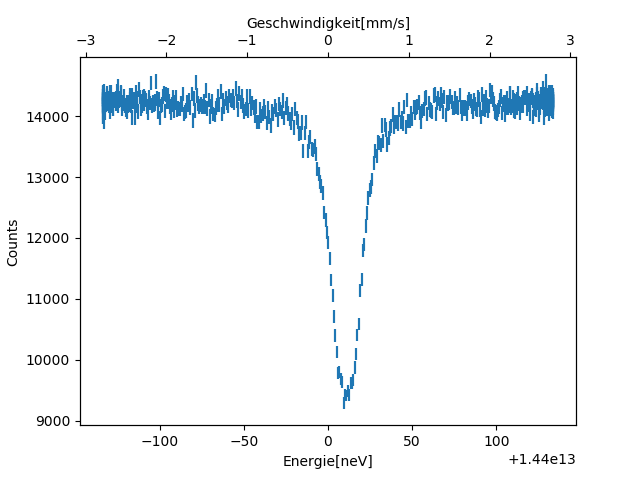 Geschwindigkeit[mm/s]
−3 −2 −1 0 1 2 3
14000
13000
12000
11000
10000
9000
Counts
−100 −50 0 50 100
Energie[neV]
+1.44e13